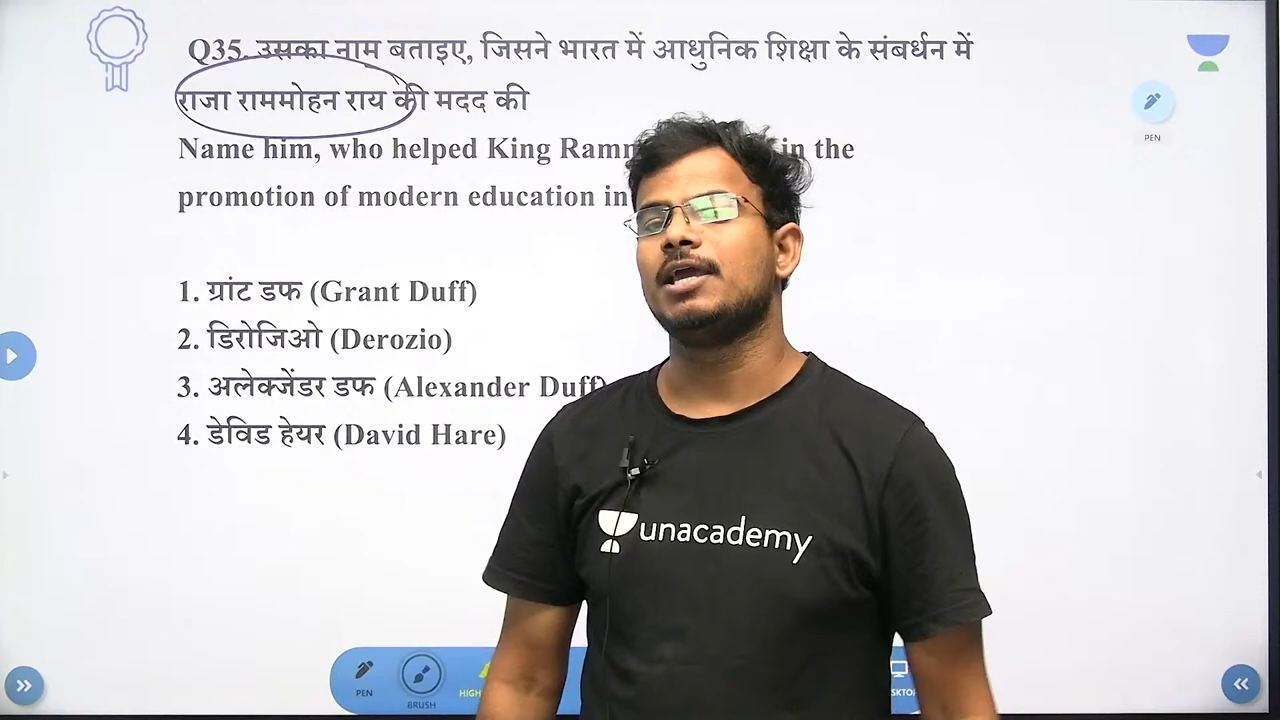 Q35. उसका नाम बताइए, जिसने भारत में आधुनिक शिक्षा के संबर्धन में
राजा राममोहन राय की मदद की
Name him, who helped King in the
promotion of modern education in
1. ग्रांट डफ (Grant Duff)
2. डिरोजिओ (Derozio)
3. अलेक्जेंडर डफ (Alexander Duff)
4. डेविड हेयर (David Hare)
PEN
unacademy
PEN
BRUSH